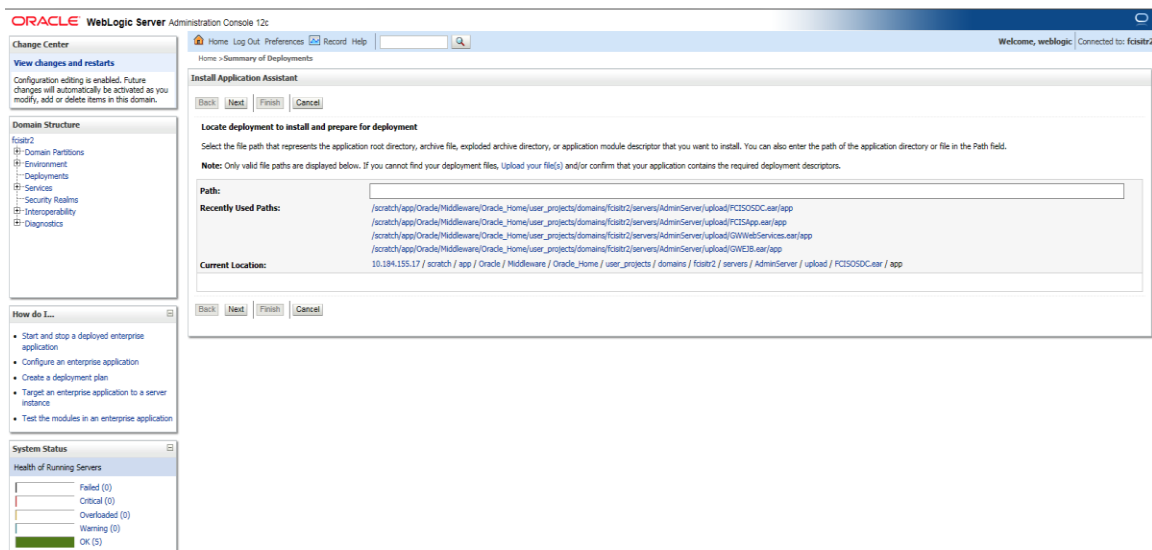 ORACLE WebLogic Server Administration Console 12c
Change Center
View changes and restarts
Configuration editing is enabled. Future
changes will automatically be activated as you
modify, add or delete items in this domain.
Domain Structure
fcisitr2
Domain Partitions
Environment
Deployments
Services
Security Realms
Interoperability
Diagnostics
How do I...
Start and stop a deployed enterprise
application
Configure an enterprise application
Create a deployment plan
Target an enterprise application to a server
instance
Test the modules in an enterprise application
System Status
Health of Running Servers
Failed (0)
Critical (0)
Overloaded (0)
Warning (0)
OK (5)
Home Log Out Preferences Record Help
Welcome, weblogic Connected to: fcisitr2
Home >Summary of Deployments
Install Application Assistant
Back Next Finish Cancel
Locate deployment to install and prepare for deployment
Select the file path that represents the application root directory, archive file, exploded archive directory, or application module descriptor that you want to install. You can also enter the path of the application directory or file in the Path field.
Note: Only valid file paths are displayed below. If you cannot find your deployment files, Upload your file(s) and/or confirm that your application contains the required deployment descriptors.
Path:
Recently Used Paths: /scratch/app/Oracle/Middleware/Oracle_Home/user_projects/domains/fcisitr2/servers/AdminServer/upload/FCISOSDC.ear/app
/scratch/app/Oracle/Middleware/Oracle_Home/user_projects/domains/fcisitr2/servers/AdminServer/upload/FCISApp.ear/app
/scratch/app/Oracle/Middleware/Oracle_Home/user_projects/domains/fcisitr2/servers/AdminServer/upload/GWWebServices.ear/app
/scratch/app/Oracle/Middleware/Oracle_Home/user_projects/domains/fcisitr2/servers/AdminServer/upload/GWEJB.ear/app
Current Location: 10.184.155.17 / scratch / app / Oracle / Middleware / Oracle_Home / user_projects / domains / fcisitr2 / servers / AdminServer / upload / FCISOSDC.ear / app
Back Next Finish Cancel